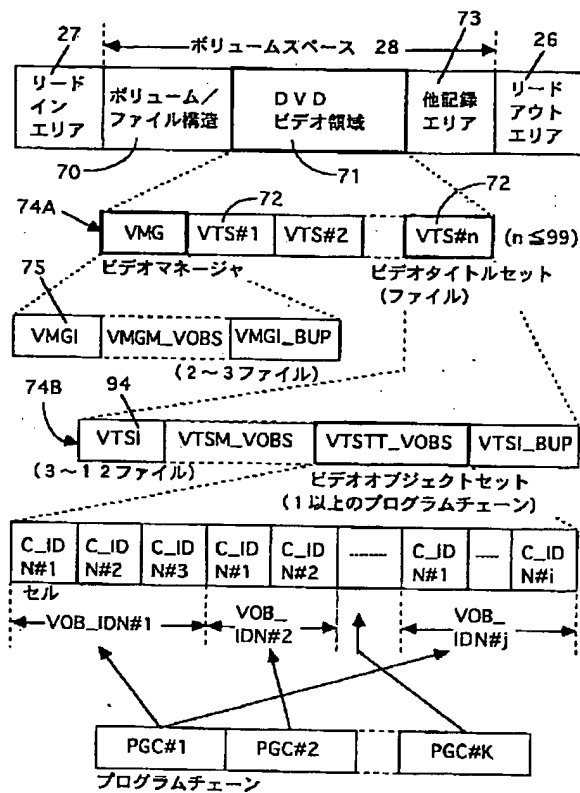 27
ボリュームスペース 28
73
26
リード
イン
エリア
ボリューム/
ファイル構造
DVD
ビデオ領域
他記録
エリア
リード
アウト
エリア
70
71
72
72
74A
VMG
VTS#1
VTS#2
VTS#n
(n≦99)
ビデオマネージャ
ビデオタイトルセット
(ファイル)
75
VMGI
VMGM_VOBS
VMGI_BUP
(2~3ファイル)
74B
94
VTSI
VTSM_VOBS
VTSTT_VOBS
VTSI_BUP
(3~12ファイル)
ビデオオブジェクトセット
(1以上のプログラムチェーン)
C_ID
N#1
C_ID
N#2
C_ID
N#3
C_ID
N#1
C_ID
N#2
C_ID
N#1
C_ID
N#i
セル
VOB_IDN#1
VOB_
IDN#2
VOB_
IDN#j
PGC#1
PGC#2
PGC#K
プログラムチェーン